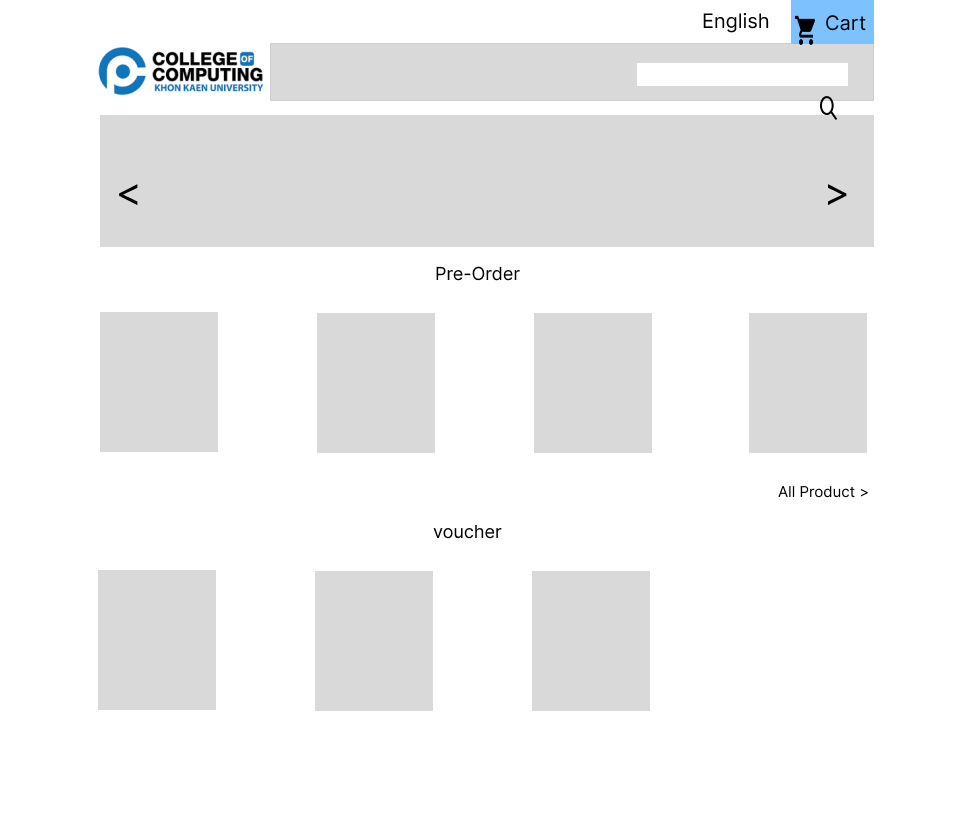 English
Cart
COLLEGE OF
COMPUTING
KHON KAEN UNIVERSITY
<
>
Pre-Order
All Product >
voucher